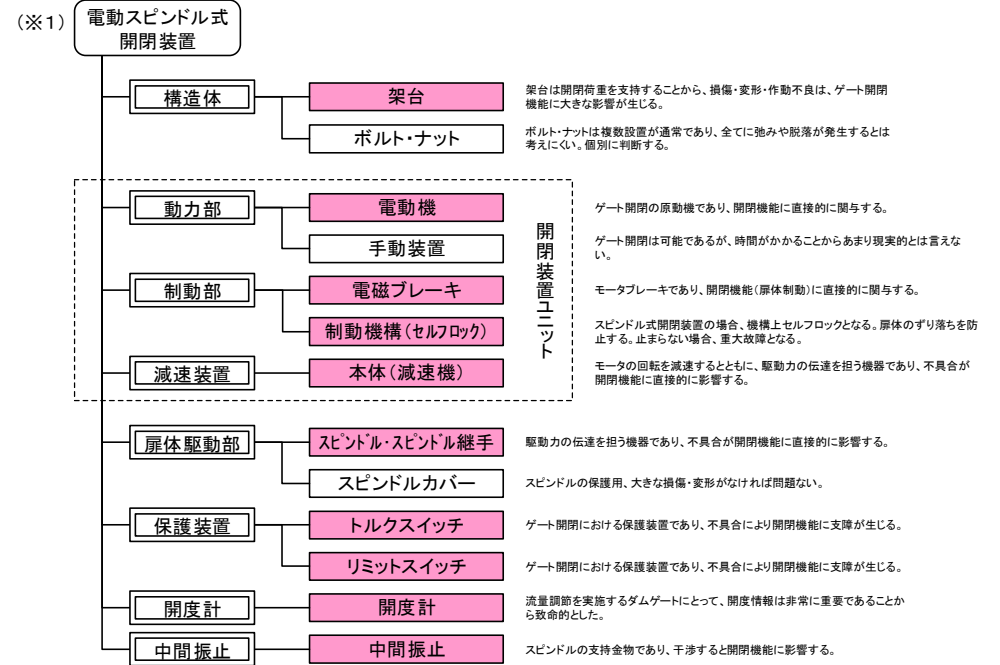 (※1)
電動スピンドル式
開閉装置
構造体
架台
架台は開閉荷重を支持することから、損傷・変形・作動不良は、ゲート開閉
機能に大きな影響が生じる。
ボルト・ナット
ボルト・ナットは複数設置が通常であり、全てに弛みや脱落が発生するとは
考えにくい。個別に判断する。
動力部
電動機
ゲート開閉の原動機であり、開閉機能に直接的に関与する。
手動装置
ゲート開閉は可能であるが、時間がかかることからあまり現実的とは言えな
い。
開閉装置ユニット
制動部
電磁ブレーキ
モータブレーキであり、開閉機能(扉体制動)に直接的に関与する。
制動機構(セルフロック)
スピンドル式開閉装置の場合、機構上セルフロックとなる。扉体のずり落ちを防
止する。止まらない場合、重大故障となる。
減速装置
本体(減速機)
モータの回転を減速するとともに、駆動力の伝達を担う機器であり、不具合が
開閉機能に直接的に影響する。
扉体駆動部
スピンドル・スピンドル継手
駆動力の伝達を担う機器であり、不具合が開閉機能に直接的に影響する。
スピンドルカバー
スピンドルの保護用、大きな損傷・変形がなければ問題ない。
保護装置
トルクスイッチ
ゲート開閉における保護装置であり、不具合により開閉機能に支障が生じる。
リミットスイッチ
ゲート開閉における保護装置であり、不具合により開閉機能に支障が生じる。
開度計
開度計
流量調節を実施するダムゲートにとって、開度情報は非常に重要であることか
ら致命的とした。
中間振止
中間振止
スピンドルの支持金物であり、干渉すると開閉機能に影響する。